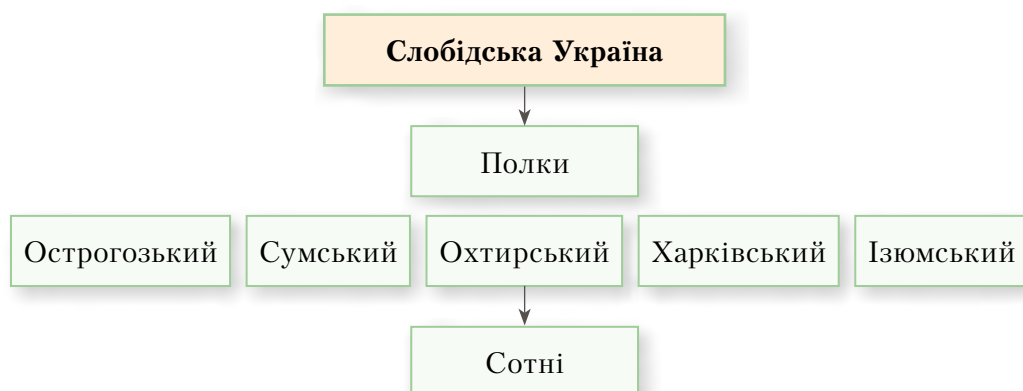 Слобідська Україна
Полки
Острогозький Сумський Охтирський Харківський Ізюмський
Сотні